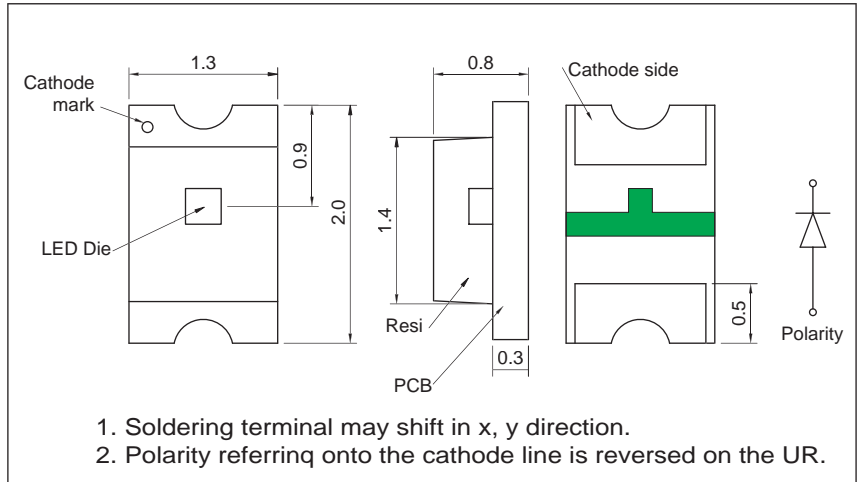 1.3
0.8
Cathode
mark
Cathode side
0.9
2.0
1.4
LED Die
Resi
0.5
Polarity
0.3
PCB
1. Soldering terminal may shift in x, y direction.
2. Polarity referrinq onto the cathode line is reversed on the UR.